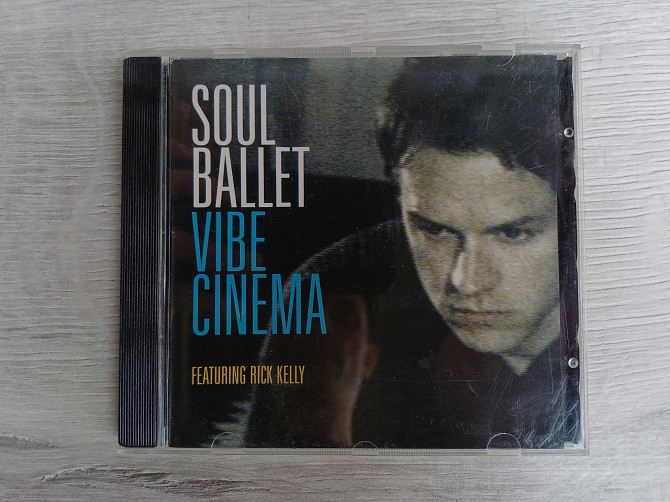 SOUL
BALLET
VIBE
CINEMA
FEATURING RICK KELLY